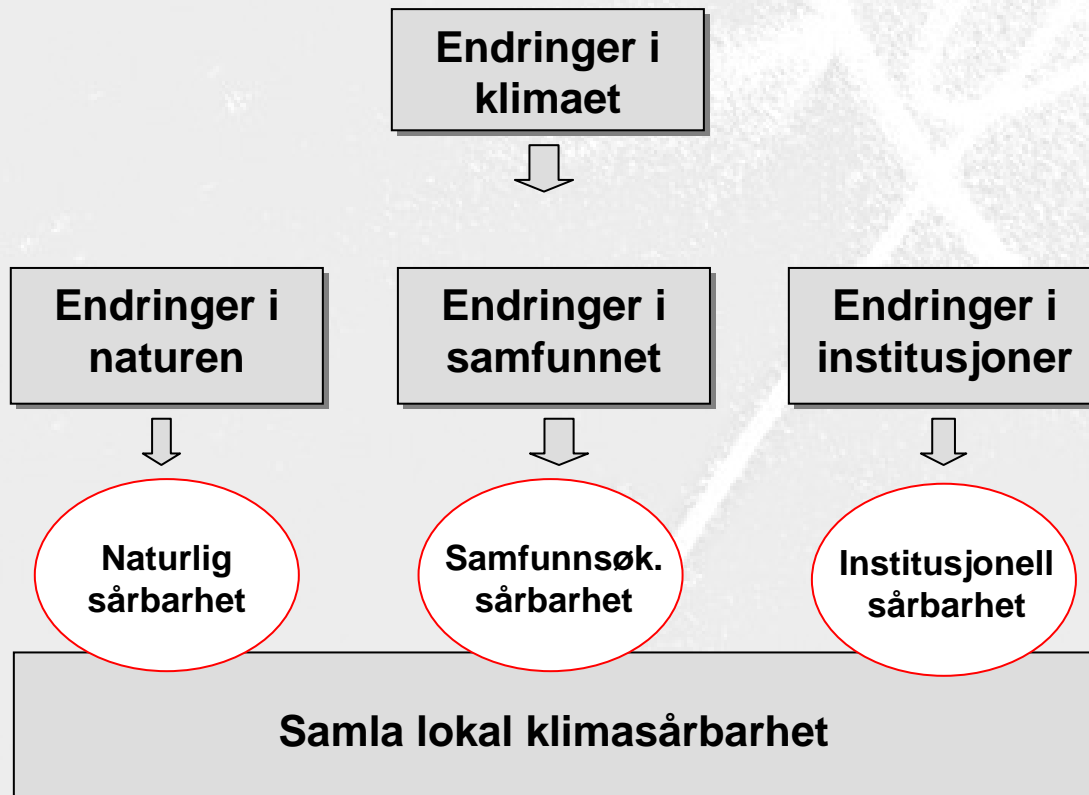 Endringer i
klimaet
Endringer i
naturen
Endringer i
samfunnet
Endringer i
institusjoner
Naturlig
sårbarhet
Samfunnsøk.
sårbarhet
Institusjonell
sårbarhet
Samla lokal klimasårbarhet